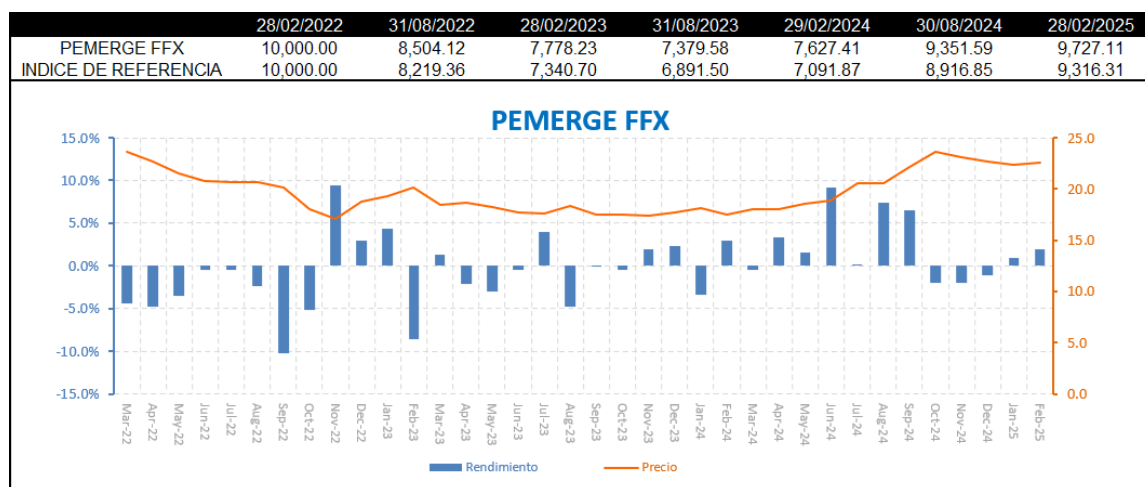 28/02/2022 31/08/2022 28/02/2023 31/08/2023 29/02/2024 30/08/2024 28/02/2025
PEMERGE FFX 10,000.00 8,504.12 7,778.23 7,379.58 7,627.41 9,351.59 9,727.11
INDICE DE REFERENCIA 10,000.00 8,219.36 7,340.70 6,891.50 7,091.87 8,916.85 9,316.31
PEMERGE FFX
15.0% 25.0
10.0% 20.0
5.0% 15.0
0.0% 10.0
-5.0%
-10.0% 5.0
-15.0% 0.0
Mar-22 Apr-22 May-22 Jun-22 Jul-22 Aug-22 Sep-22 Oct-22 Nov-22 Dec-22 Jan-23 Feb-23 Mar-23 Apr-23 May-23 Jun-23 Jul-23 Aug-23 Sep-23 Oct-23 Nov-23 Dec-23 Jan-24 Feb-24 Mar-24 Apr-24 May-24 Jun-24 Jul-24 Aug-24 Sep-24 Oct-24 Nov-24 Dec-24 Jan-25 Feb-25
Rendimiento Precio